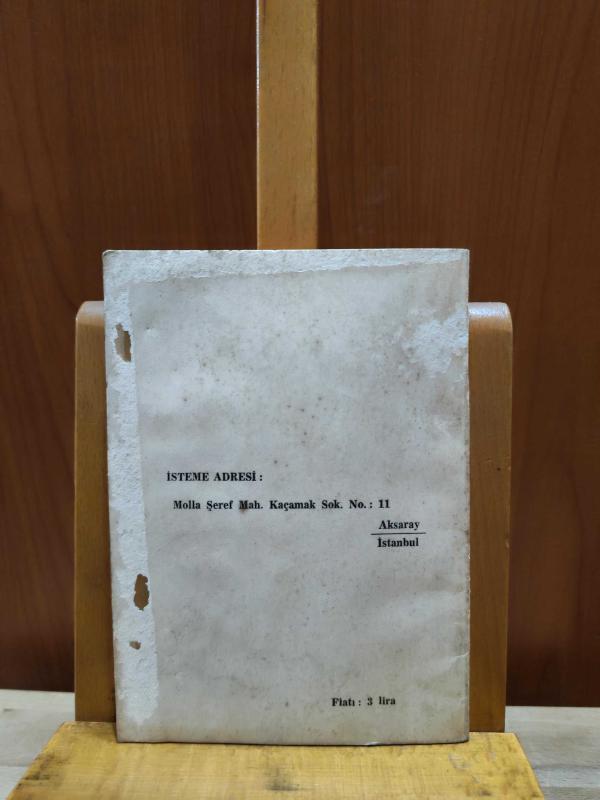 İSTEME ADRESİ :
Molla Şeref Mah. Kaçamak Sok. No. : 11
Aksaray
İstanbul
Fiatı : 3 lira